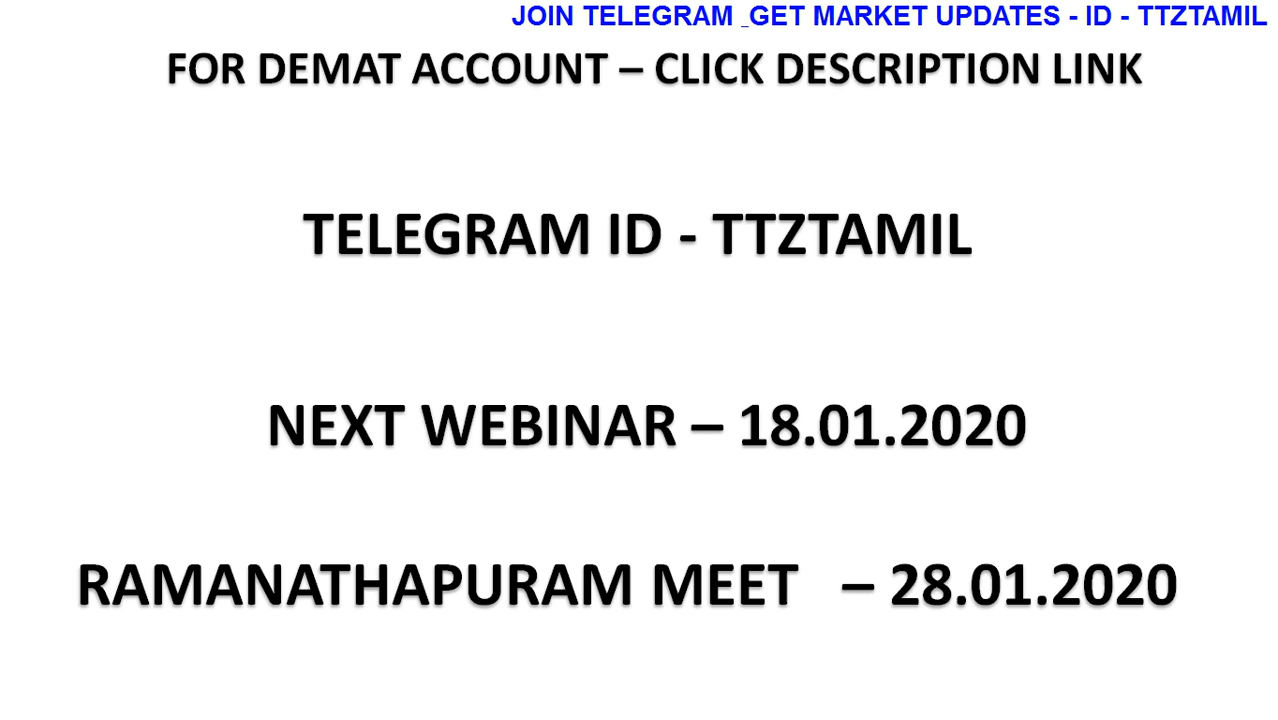 JOIN TELEGRAM _GET MARKET UPDATES - ID - TTZTAMIL
FOR DEMAT ACCOUNT – CLICK DESCRIPTION LINK
TELEGRAM ID - TTZTAMIL
NEXT WEBINAR – 18.01.2020
RAMANATHAPURAM MEET – 28.01.2020